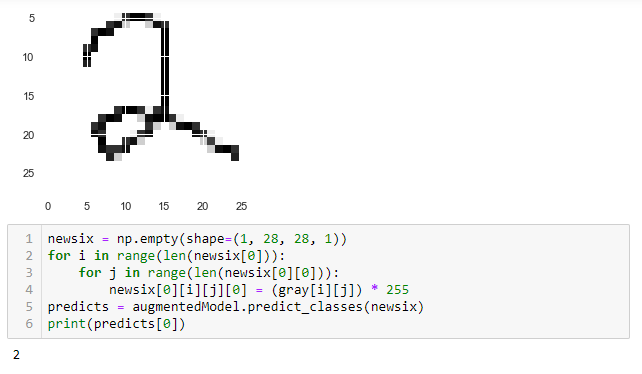 5
10
15
20
25
0 5 10 15 20 25
1 newsix = np.empty(shape=(1, 28, 28, 1))
2 for i in range(len(newsix[0])):
3     for j in range(len(newsix[0][0])):
4         newsix[0][i][j][0] = (gray[i][j]) * 255
5 predicts = augmentedModel.predict_classes(newsix)
6 print(predicts[0])
2